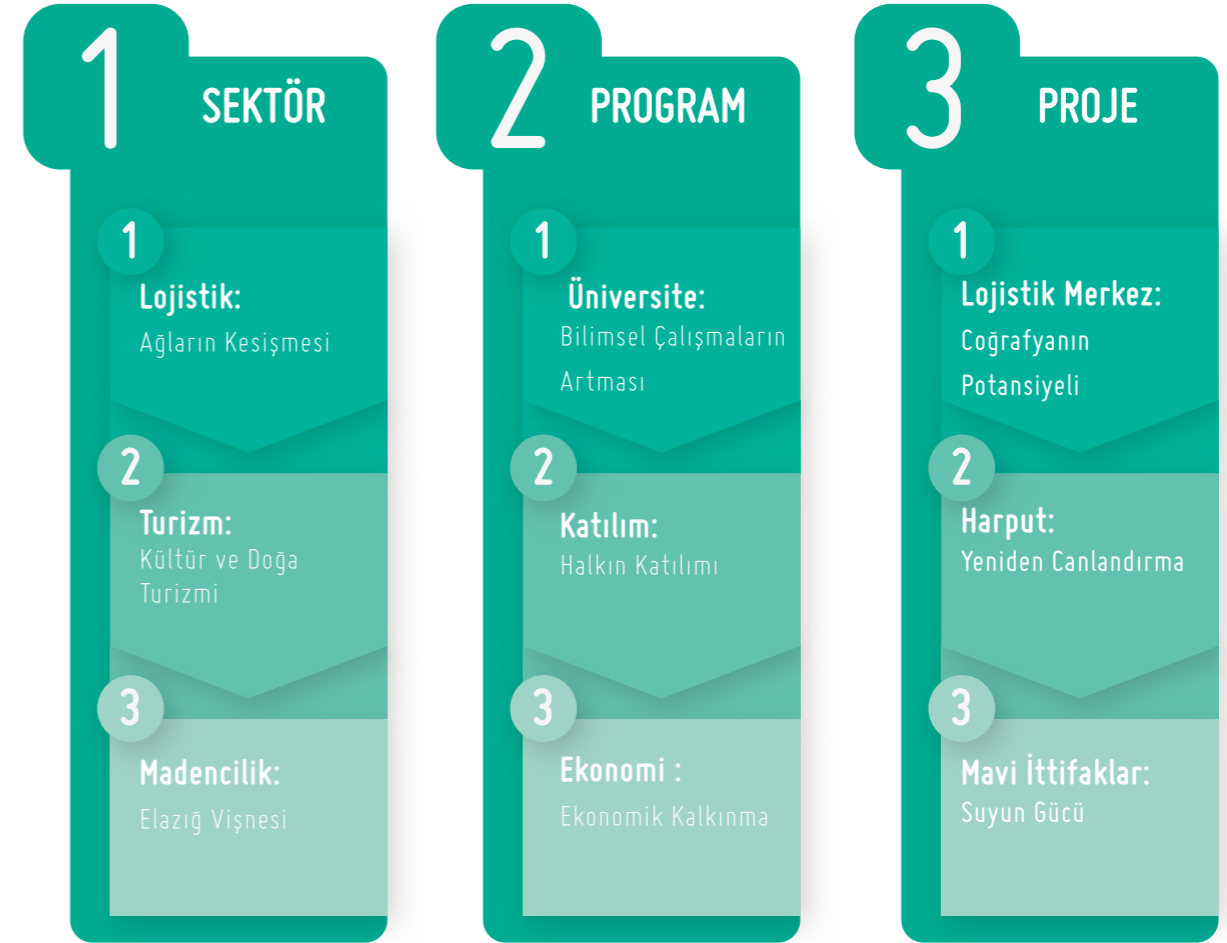 1
SEKTÖR
1
Lojistik:
Ağların Kesişmesi
2
Turizm:
Kültür ve Doğa
Turizmi
3
Madencilik:
Elazığ Vişnesi
2
PROGRAM
1
Üniversite:
Bilimsel Çalışmaların
Artması
2
Katılım:
Halkın Katılımı
3
Ekonomi :
Ekonomik Kalkınma
3
PROJE
1
Lojistik Merkez:
Coğrafyanın
Potansiyeli
2
Harput:
Yeniden Canlandırma
3
Mavi İttifaklar:
Suyun Gücü